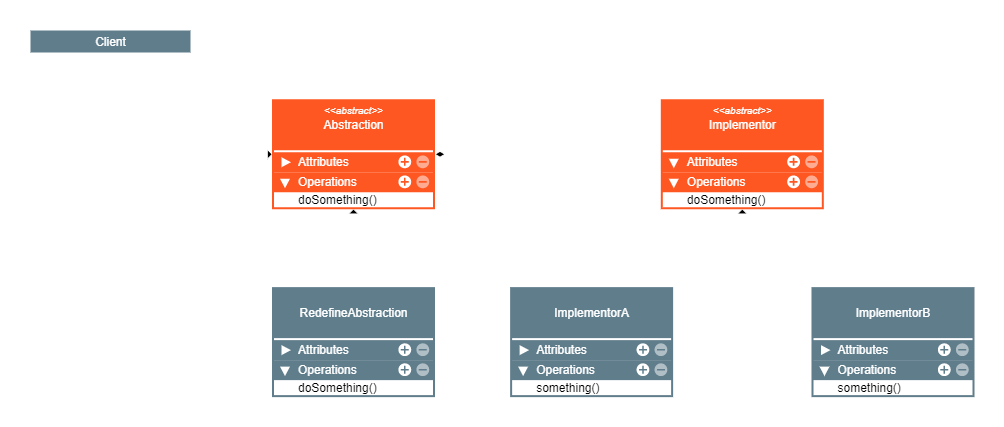 Client
<<abstract>>
Abstraction
Attributes
Operations
doSomething()
<<abstract>>
Implementor
Attributes
Operations
doSomething()
RedefineAbstraction
Attributes
Operations
doSomething()
ImplementorA
Attributes
Operations
something()
ImplementorB
Attributes
Operations
something()